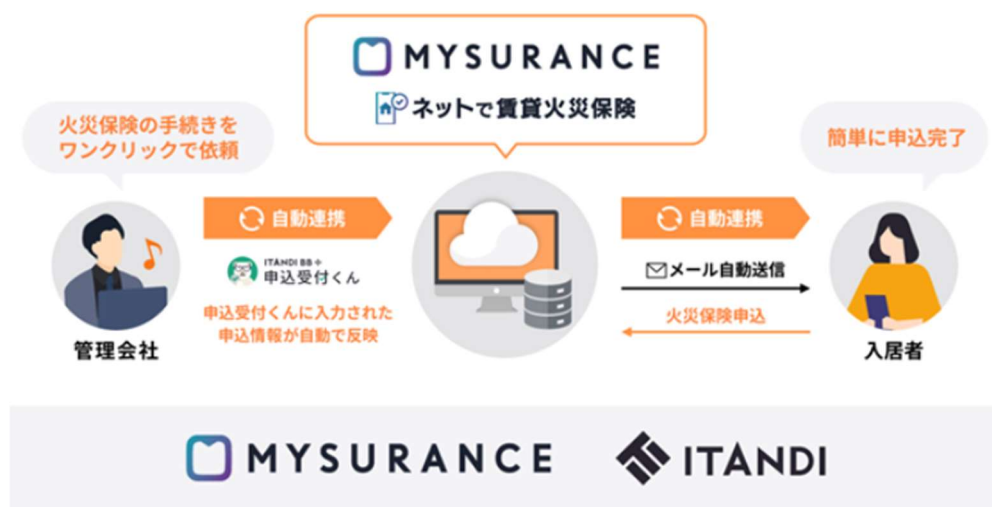 MYSURANCE
ネットで賃貸火災保険
火災保険の手続きを
ワンクリックで依頼
簡単に申込完了
自動連携
自動連携
ITANDI BB +
申込受付くん
メール自動送信
申込受付くんに入力された
申込情報が自動で反映
火災保険申込
管理会社
入居者
MYSURANCE
ITANDI